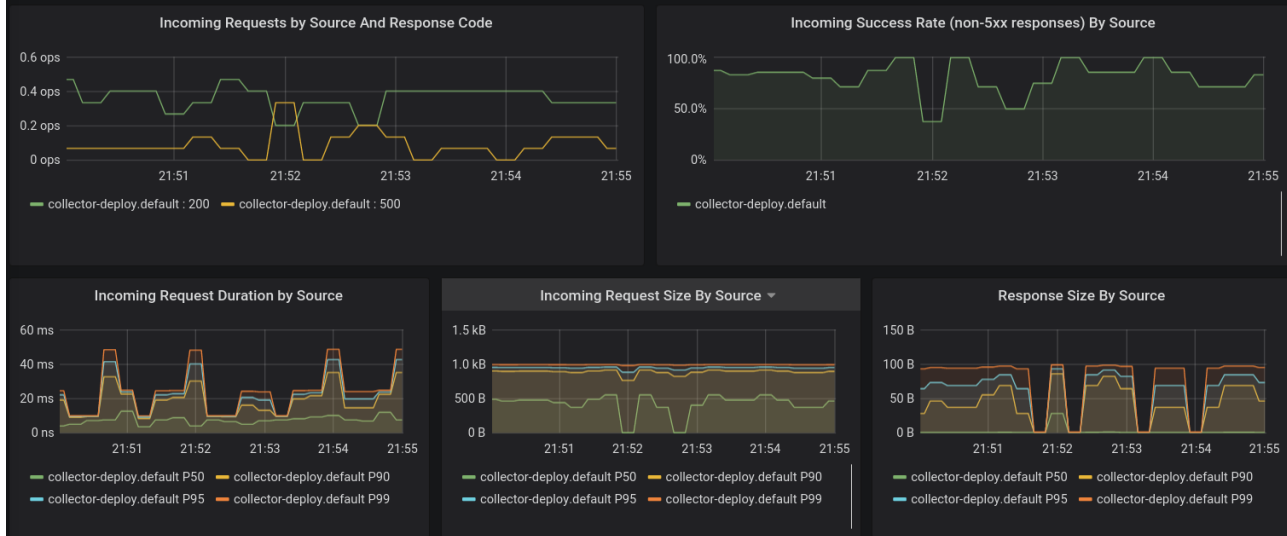 Incoming Requests by Source And Response Code
0.6 ops
0.4 ops
0.2 ops
0 ops
21:51 21:52 21:53 21:54 21:55
collector-deploy.default : 200 collector-deploy.default : 500
Incoming Success Rate (non-5xx responses) By Source
100.0%
50.0%
0%
21:51 21:52 21:53 21:54 21:55
collector-deploy.default
Incoming Request Duration by Source
60 ms
40 ms
20 ms
0 ns
21:51 21:52 21:53 21:54 21:55
collector-deploy.default P50 collector-deploy.default P90
collector-deploy.default P95 collector-deploy.default P99
Incoming Request Size By Source
1.5 kB
1.0 kB
500 B
0 B
21:51 21:52 21:53 21:54 21:55
collector-deploy.default P50 collector-deploy.default P90
collector-deploy.default P95 collector-deploy.default P99
Response Size By Source
150 B
100 B
50 B
0 B
21:51 21:52 21:53 21:54 21:55
collector-deploy.default P50 collector-deploy.default P90
collector-deploy.default P95 collector-deploy.default P99